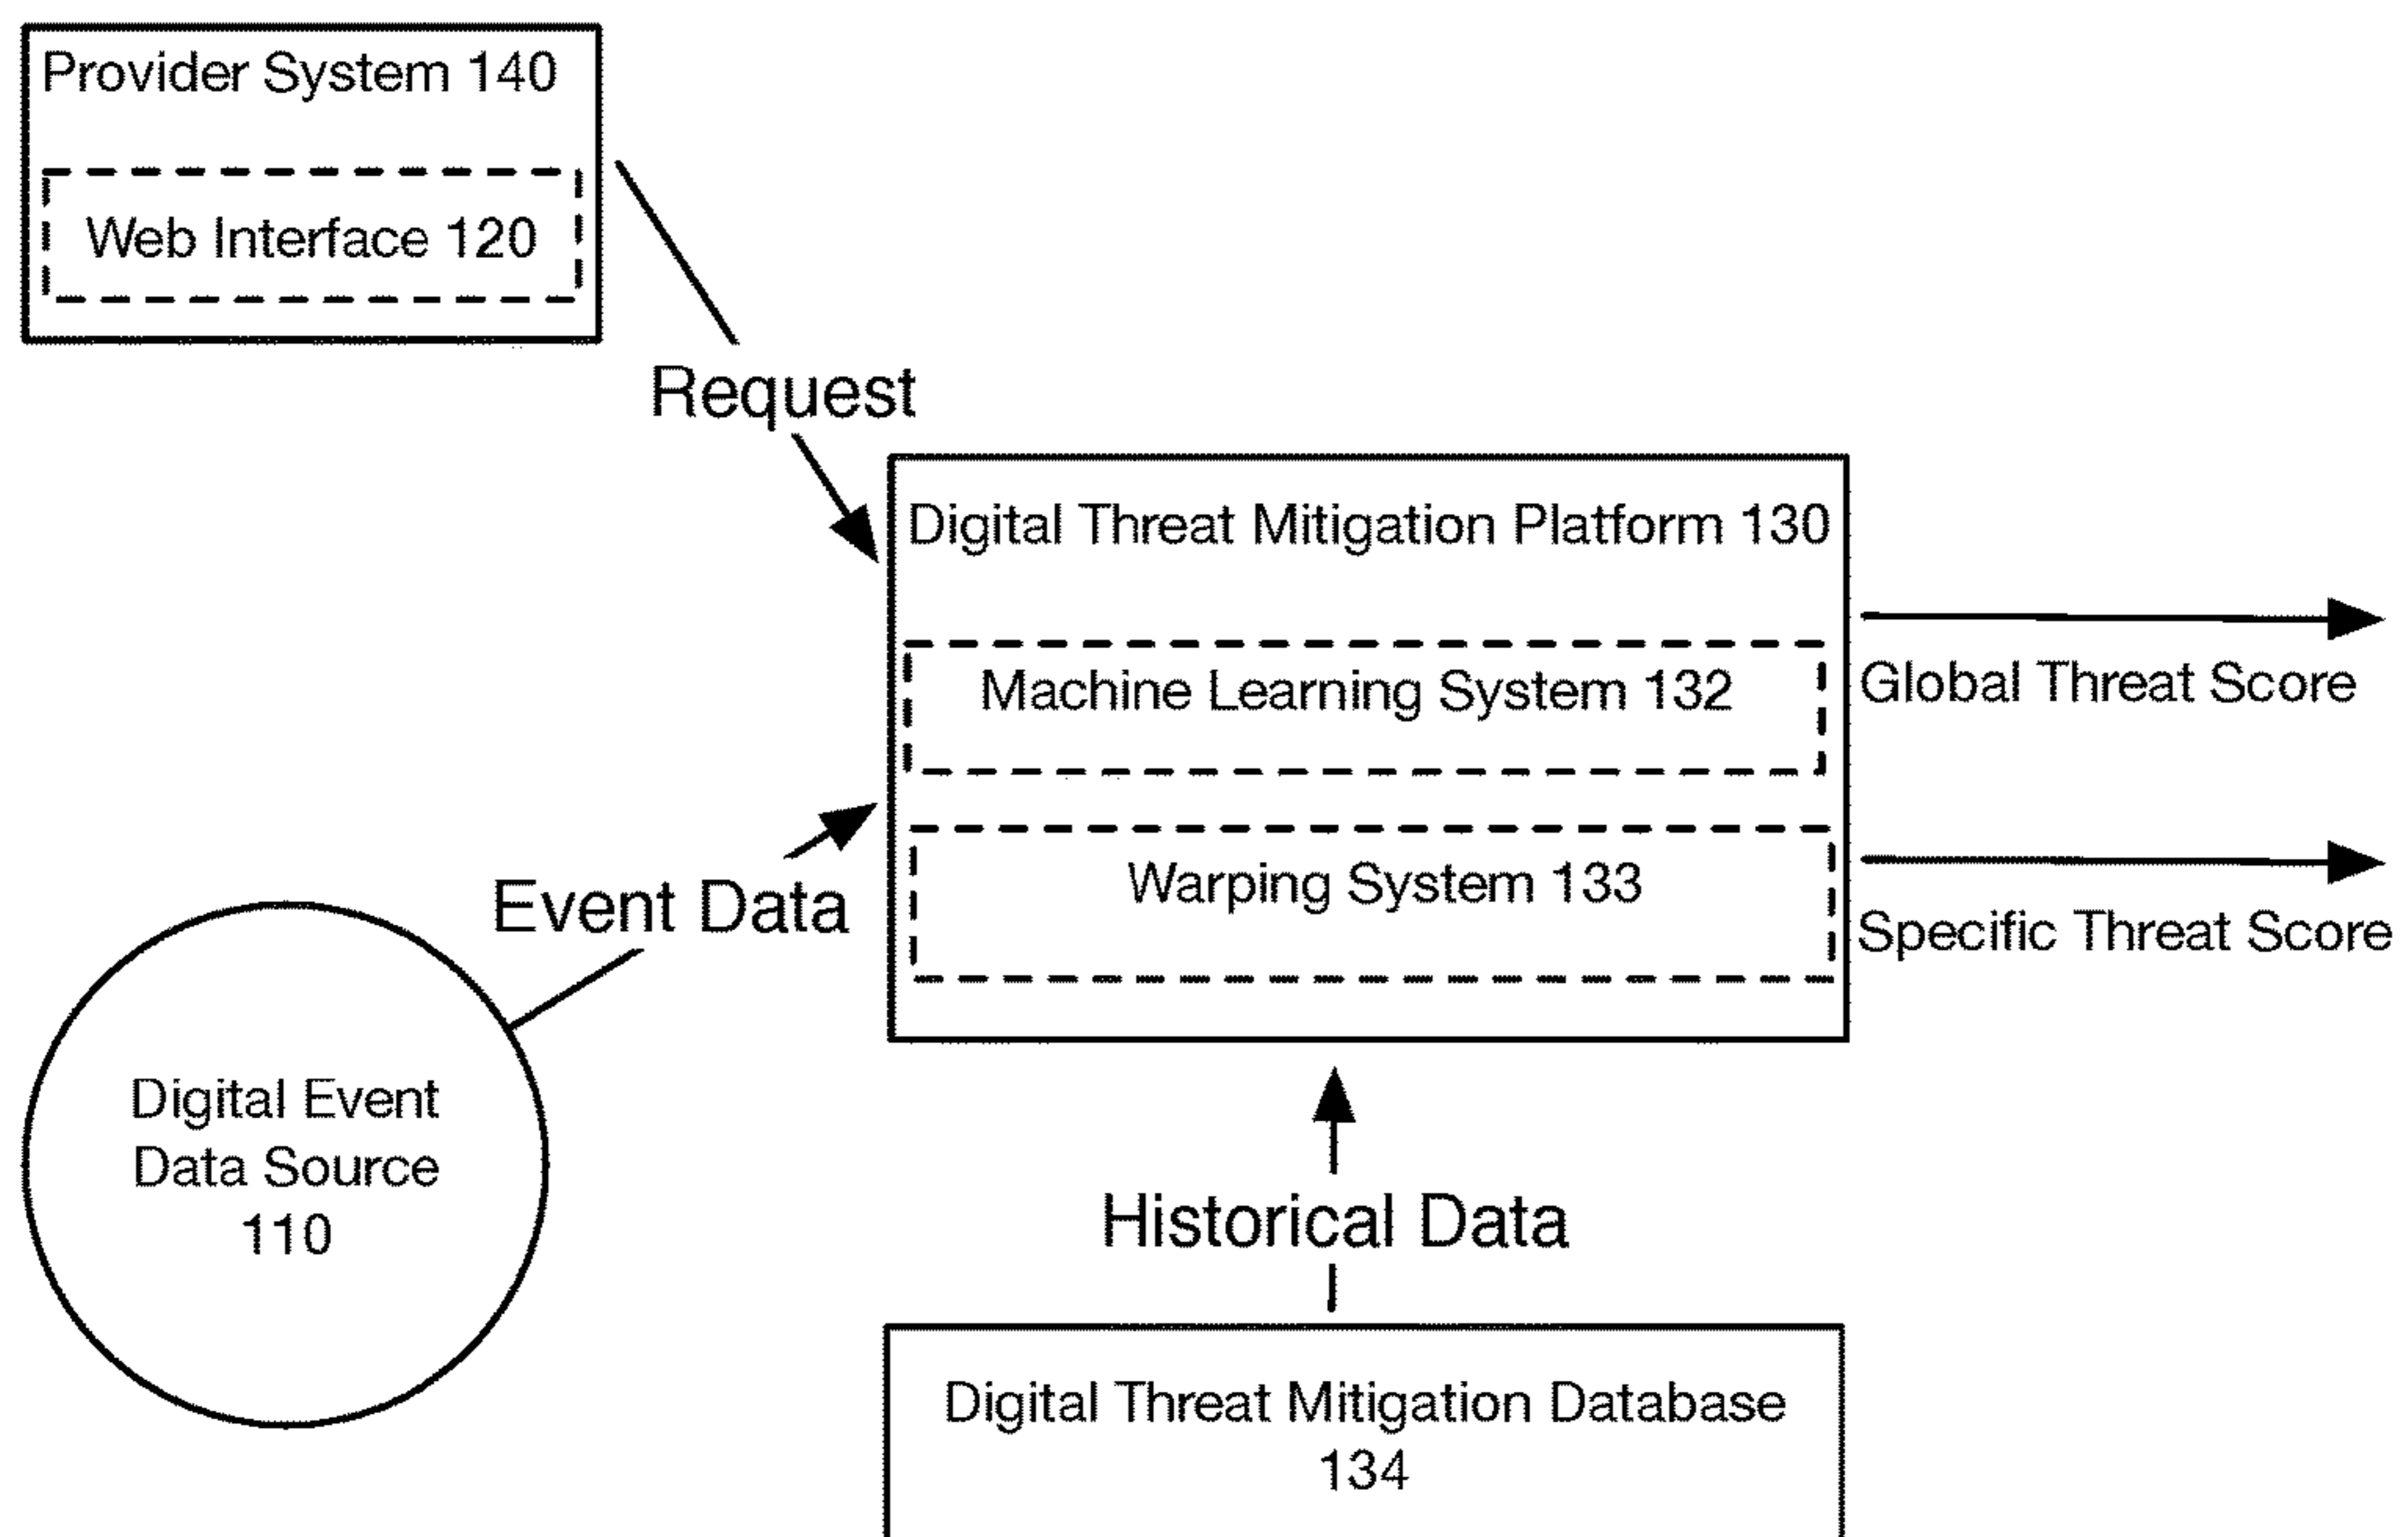 Provider System 140
Web Interface 120
Request
Digital Threat Mitigation Platform 130
Machine Learning System 132
Global Threat Score
Warping System 133
Specific Threat Score
Event Data
Digital Event
Data Source
110
Historical Data
Digital Threat Mitigation Database
134